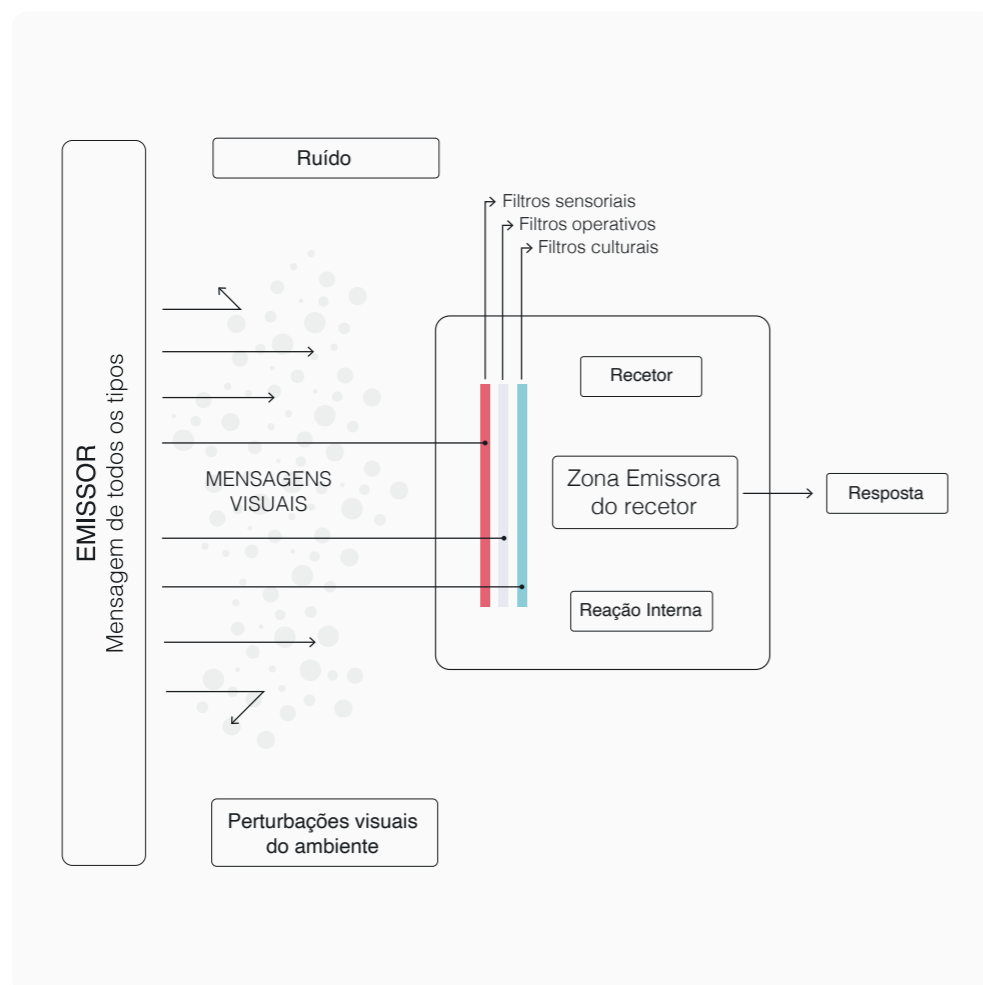 EMISSOR
Mensagem de todos os tipos
Ruído
Filtros sensoriais
Filtros operativos
Filtros culturais
MENSAGENS
VISUAIS
Recetor
Zona Emissora
do recetor
Reação Interna
Resposta
Perturbações visuais
do ambiente